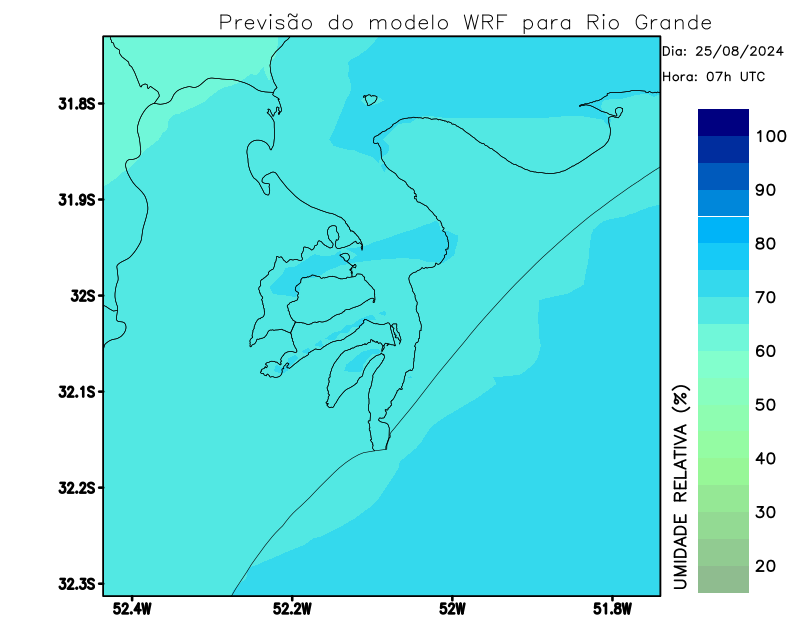 Previsão do modelo WRF para Rio Grande
Dia: 25/08/2024
Hora: 07h UTC
31.8S
31.9S
32S
32.1S
32.2S
32.3S
52.4W
52.2W
52W
51.8W
UMIDADE RELATIVA (%)
100
90
80
70
60
50
40
30
20